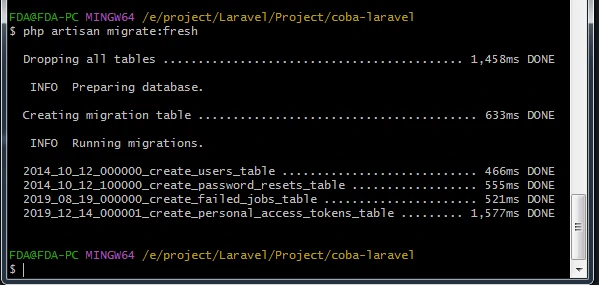 FDA@FDA-PC MINGW64 /e/project/Laravel/Project/coba-laravel
$ php artisan migrate:fresh
Dropping all tables ................................................ 1,458ms DONE
INFO  Preparing database.
Creating migration table ............................................. 633ms DONE
INFO  Running migrations.
2014_10_12_000000_create_users_table ................................. 466ms DONE
2014_10_12_100000_create_password_resets_table ....................... 555ms DONE
2019_08_19_000000_create_failed_jobs_table ........................... 521ms DONE
2019_12_14_000001_create_personal_access_tokens_table .............. 1,577ms DONE
FDA@FDA-PC MINGW64 /e/project/Laravel/Project/coba-laravel
$